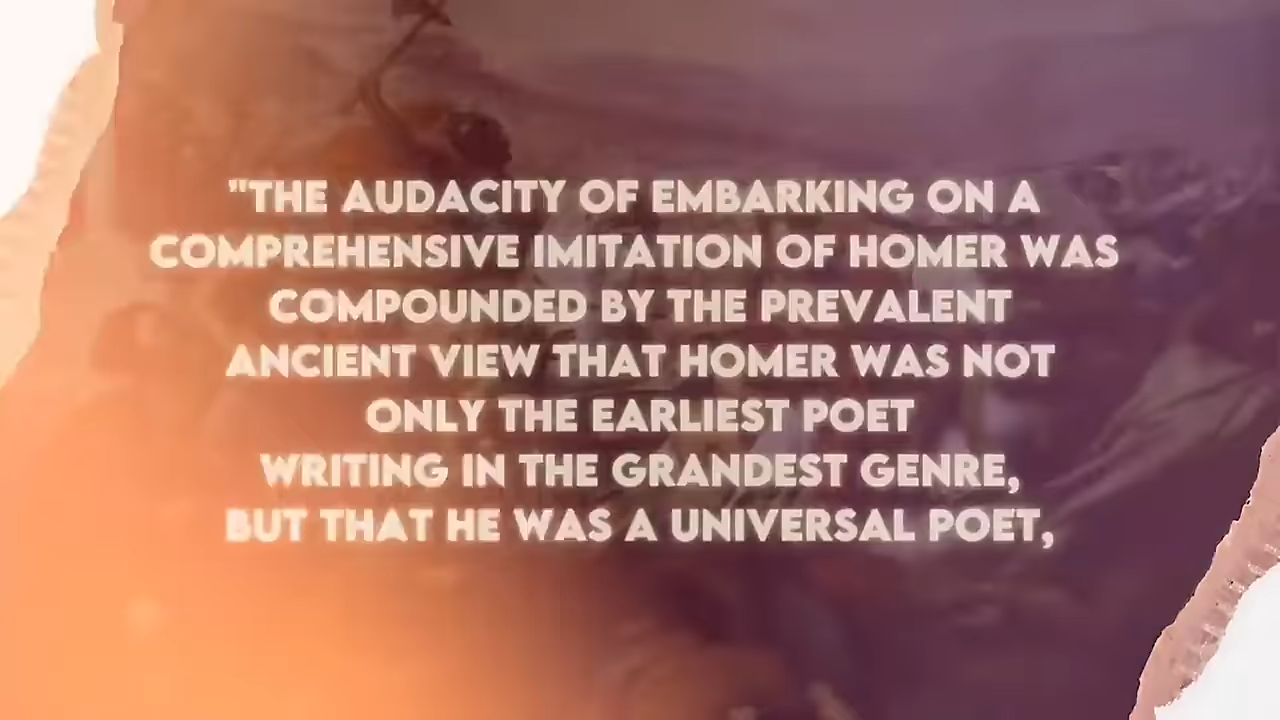 "THE AUDACITY OF EMBARKING ON A
COMPREHENSIVE IMITATION OF HOMER WAS
COMPOUNDED BY THE PREVALENT
ANCIENT VIEW THAT HOMER WAS NOT
ONLY THE EARLIEST POET
WRITING IN THE GRANDEST GENRE,
BUT THAT HE WAS A UNIVERSAL POET,